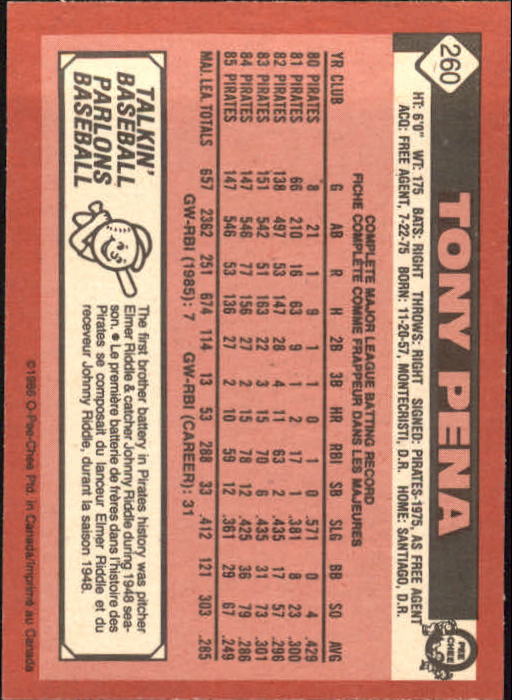 260
TONY PENA
HT: 6'0" WT: 175 BATS: RIGHT THROWS: RIGHT SIGNED: PIRATES-1975, AS FREE AGENT
ACQ: FREE AGENT, 7-22-75 BORN: 11-20-57, MONTECRISTI, D.R. HOME: SANTIAGO, D.R.
O PEE CHEE
COMPLETE MAJOR LEAGUE BATTING RECORD
FICHE COMPLÈTE COMME FRAPPEUR DANS LES MAJEURES
YR CLUB G AB R H 2B 3B HR RBI SB SLG BB SO AVG
80 PIRATES 8 21 1 9 1 1 0 1 0 .571 0 4 .429
81 PIRATES 66 210 16 63 9 1 2 17 1 .381 8 23 .300
82 PIRATES 138 497 53 147 28 4 11 63 2 .435 17 57 .296
83 PIRATES 151 542 51 163 22 3 15 70 6 .435 31 73 .301
84 PIRATES 147 546 77 156 27 2 15 78 12 .425 36 79 .286
85 PIRATES 147 546 53 136 27 2 10 59 12 .361 29 67 .249
MAJ. LEA. TOTALS 657 2362 251 674 114 13 53 288 33 .412 121 303 .285
GW-RBI (1985): 7 GW-RBI (CAREER): 31
TALKIN'
BASEBALL
PARLONS
BASEBALL
The first brother battery in Pirates history was pitcher
Elmer Riddle & catcher Johnny Riddle during 1948 sea-
son. • Le première batterie de frères dans l'histoire des
Pirates se composait du lanceur Elmer Riddle et du
receveur Johnny Riddle, durant la saison 1948.
©1986 O-Pee-Chee Ptd. in Canada/Imprimé au Canada